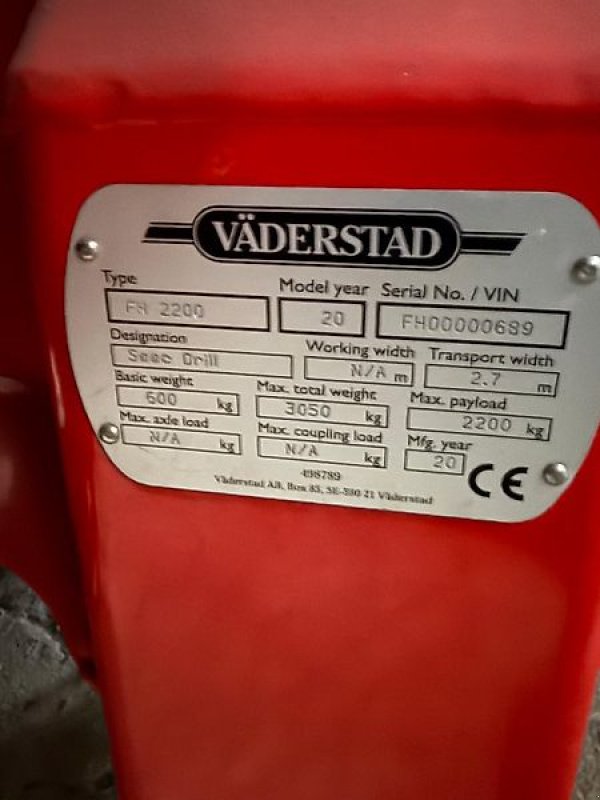 VÄDERSTAD
Type Model year Serial No. / VIN
FH 2200 20 FH00000689
Designation Working width Transport width
Seed Drill N/A m 2.7 m
Basic weight Max. total weight Max. payload
600 kg 3050 kg 2200 kg
Max. axle load Max. coupling load Mfg. year
N/A kg N/A kg 20 CE
498789
Väderstad AB, Box 85, SE-590 21 Väderstad